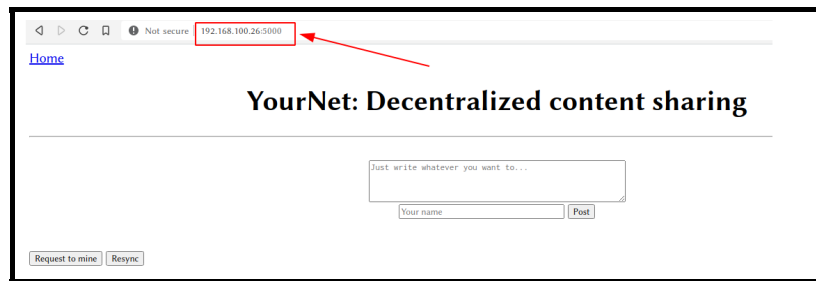 Not secure 192.168.100.26:5000
Home
YourNet: Decentralized content sharing
Just write whatever you want to...
Your name Post
Request to mine Resync